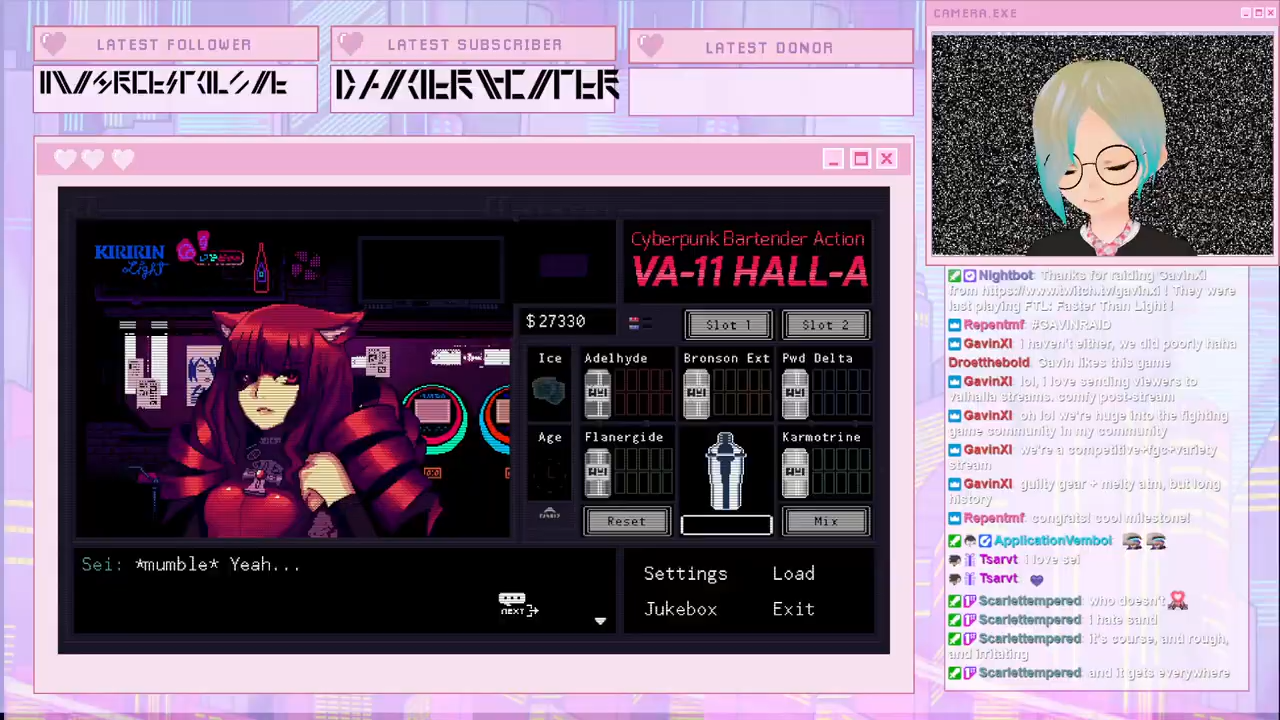 LATEST FOLLOWER
LATEST SUBSCRIBER
LATEST DONOR
CAMERA.EXE
KIRIRIN
Light
Cyberpunk Bartender Action
VA-11 HALL-A
$ 27330
Slot 1
Slot 2
Ice
Adelhyde
Bronson Ext
Pwd Delta
Age
Flanergide
Karmotrine
Reset
Mix
Sei: *mumble* Yeah...
NEXT
Settings
Load
Jukebox
Exit
Nightbot: Thanks for raiding GavinXI
from https://www.twitch.tv/gavinxi ! They were
last playing FTL: Faster Than Light !
Repentmf: #GAVINRAID
GavinXI: I haven't either, we did poorly haha
Droetthebold: Gavin likes this game
GavinXI: lol, I love sending viewers to
valhalla streams. comfy post-stream
GavinXI: oh lol we're huge into the fighting
game community in my community
GavinXI: we're a competitive+fgc+variety
stream
GavinXI: guilty gear + melty atm, but long
history
Repentmf: congrats! cool milestone!
ApplicationVembol:
Tsarvt: i love sei
Tsarvt:
Scarlettempered: who doesn't
Scarlettempered: I hate sand
Scarlettempered: it's course, and rough,
and irritating
Scarlettempered: and it gets everywhere